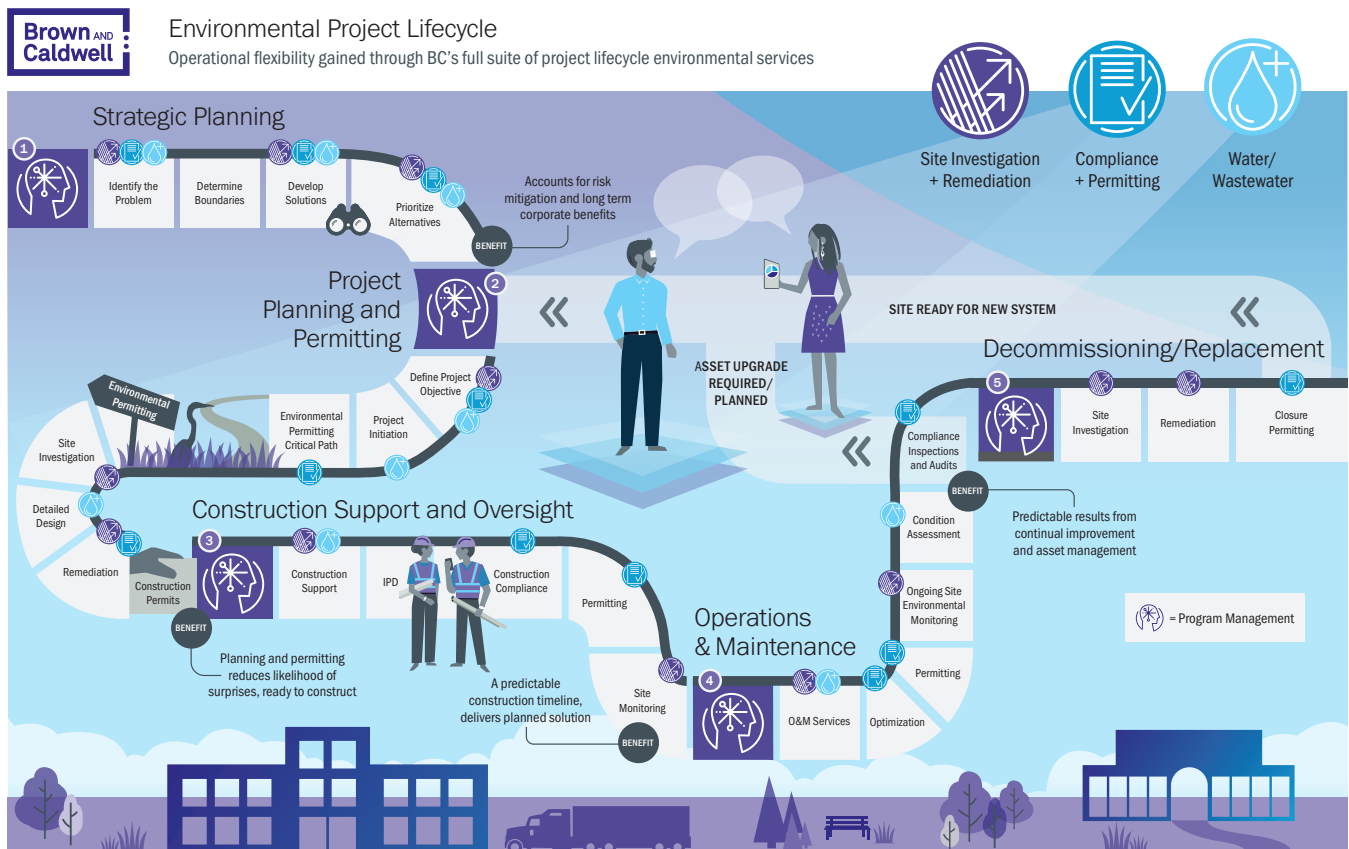 Brown AND
Caldwell
Environmental Project Lifecycle
Operational flexibility gained through BC's full suite of project lifecycle environmental services
Site Investigation
+ Remediation
Compliance
+ Permitting
Water/
Wastewater
Strategic Planning
1
Identify the
Problem
Determine
Boundaries
Develop
Solutions
Prioritize
Alternatives
BENEFIT
Accounts for risk
mitigation and long term
corporate benefits
Project
Planning and
Permitting
2
Define Project
Objective
Project
Initiation
Environmental
Permitting
Critical Path
Environmental
Permitting
Site
Investigation
Detailed
Design
Remediation
Construction
Permits
BENEFIT
Planning and permitting
reduces likelihood of
surprises, ready to construct
Construction Support and Oversight
3
Construction
Support
IPD
Construction
Compliance
Permitting
Site
Monitoring
BENEFIT
A predictable
construction timeline,
delivers planned solution
Operations
& Maintenance
4
O&M Services
Optimization
Permitting
Ongoing Site
Environmental
Monitoring
Condition
Assessment
Compliance
Inspections
and Audits
BENEFIT
Predictable results from
continual improvement
and asset management
ASSET UPGRADE
REQUIRED/
PLANNED
SITE READY FOR NEW SYSTEM
Decommissioning/Replacement
5
Site
Investigation
Remediation
Closure
Permitting
= Program Management